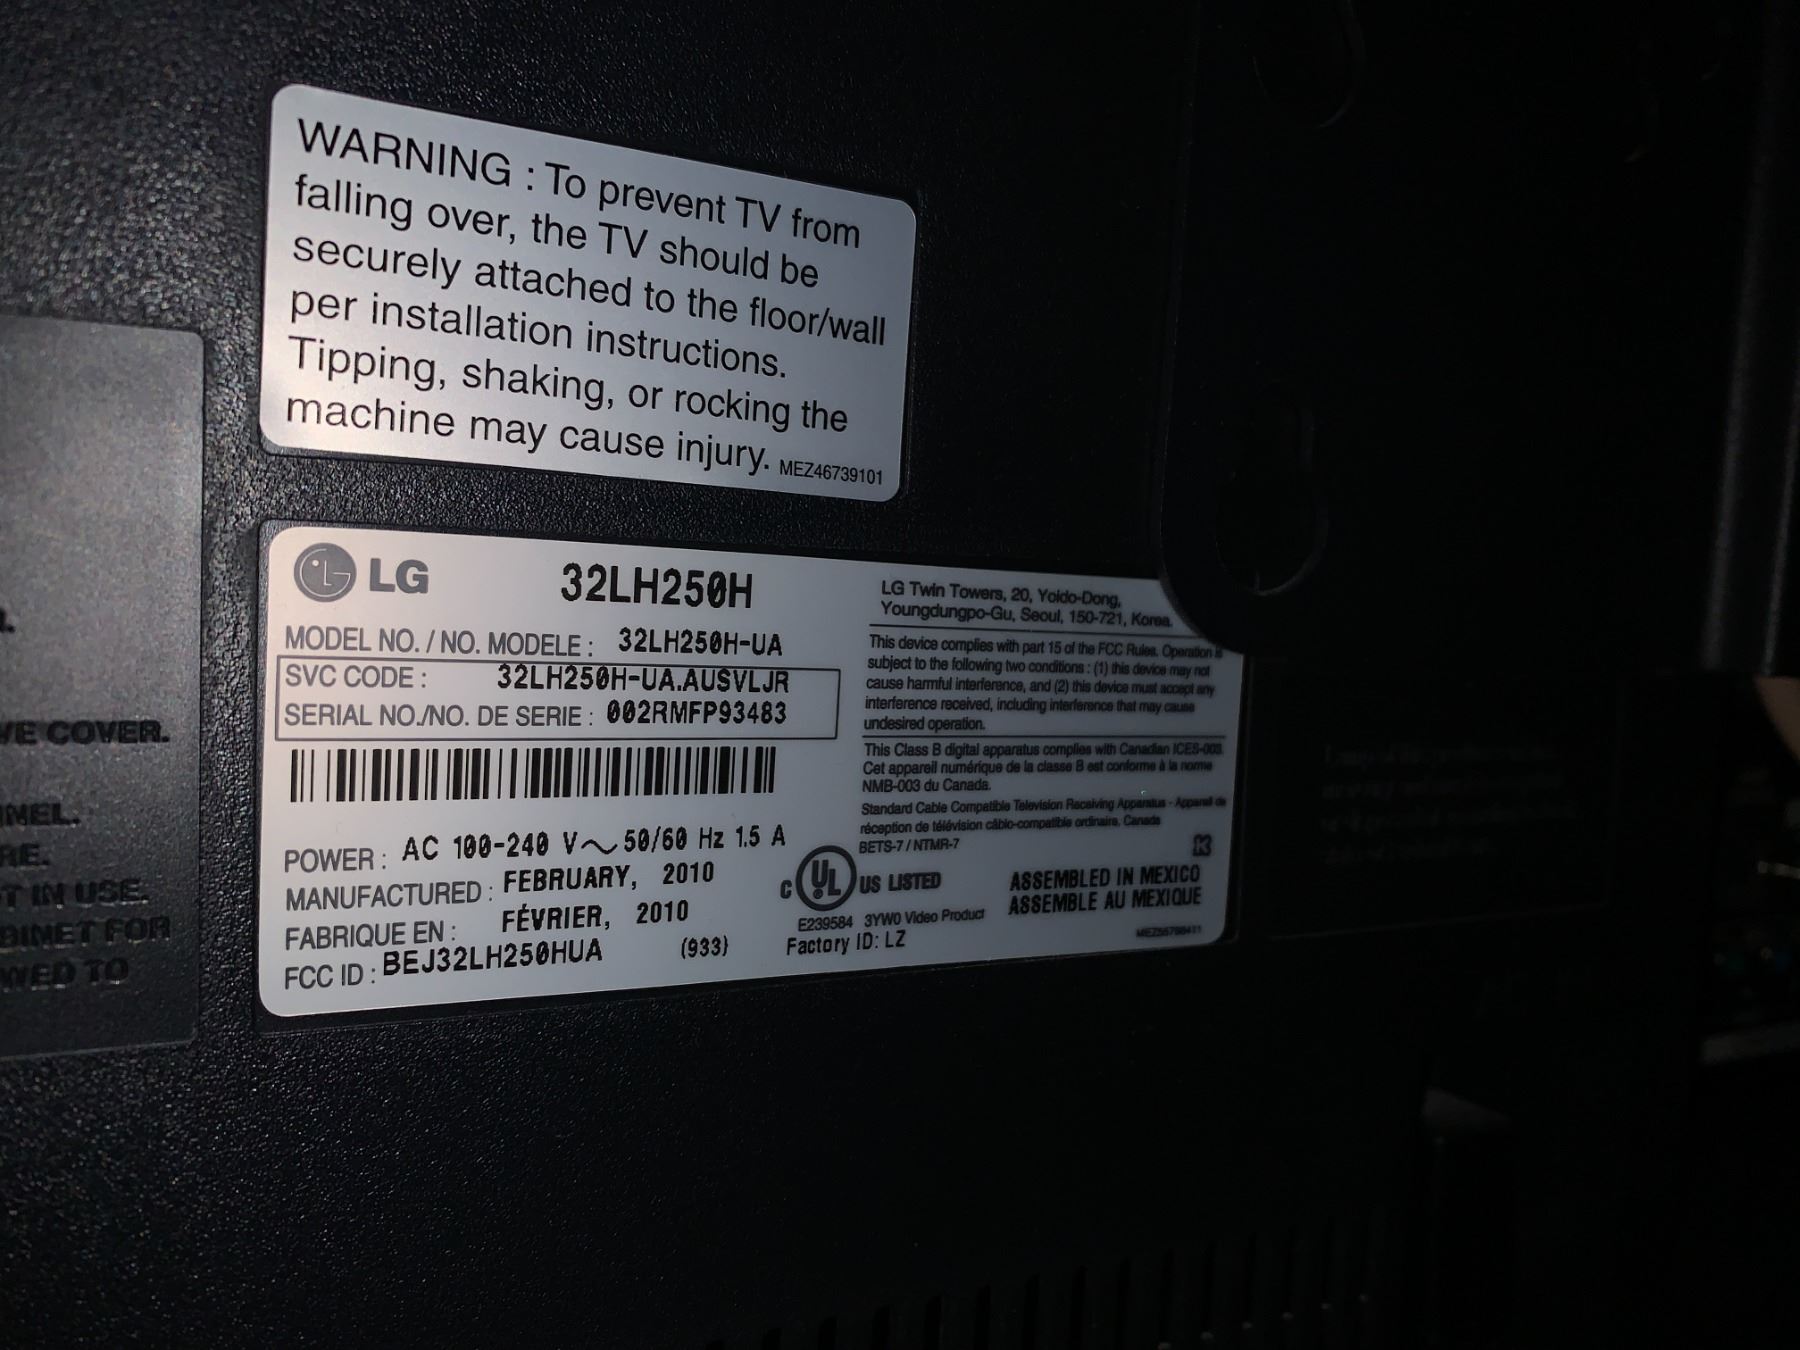 WARNING : To prevent TV from
falling over, the TV should be
securely attached to the floor/wall
per installation instructions.
Tipping, shaking, or rocking the
machine may cause injury. MEZ46739101
LG
32LH250H
MODEL NO. / NO. MODELE : 32LH250H-UA
SVC CODE : 32LH250H-UA.AUSVLJR
SERIAL NO./NO. DE SERIE : 002RMFP93483
POWER : AC 100-240 V~ 50/60 Hz 1.5 A
MANUFACTURED : FEBRUARY, 2010
FABRIQUE EN : FÉVRIER, 2010
FCC ID : BEJ32LH250HUA (933)
LG Twin Towers, 20, Yoido-Dong,
Youngdungpo-Gu, Seoul, 150-721, Korea.
This device complies with part 15 of the FCC Rules. Operation is
subject to the following two conditions : (1) this device may not
cause harmful interference, and (2) this device must accept any
interference received, including interference that may cause
undesired operation.
This Class B digital apparatus complies with Canadian ICES-003.
Cet appareil numérique de la classe B est conforme à la norme
NMB-003 du Canada.
Standard Cable Compatible Television Receiving Apparatus - Appareil de
réception de télévision câblo-compatible ordinaire. Canada
BETS-7 / NTMR-7
C UL US LISTED
E239584 3YW0 Video Product
Factory ID: LZ
ASSEMBLED IN MEXICO
ASSEMBLE AU MEXIQUE
COVER.
IN USE.
FOR
TO